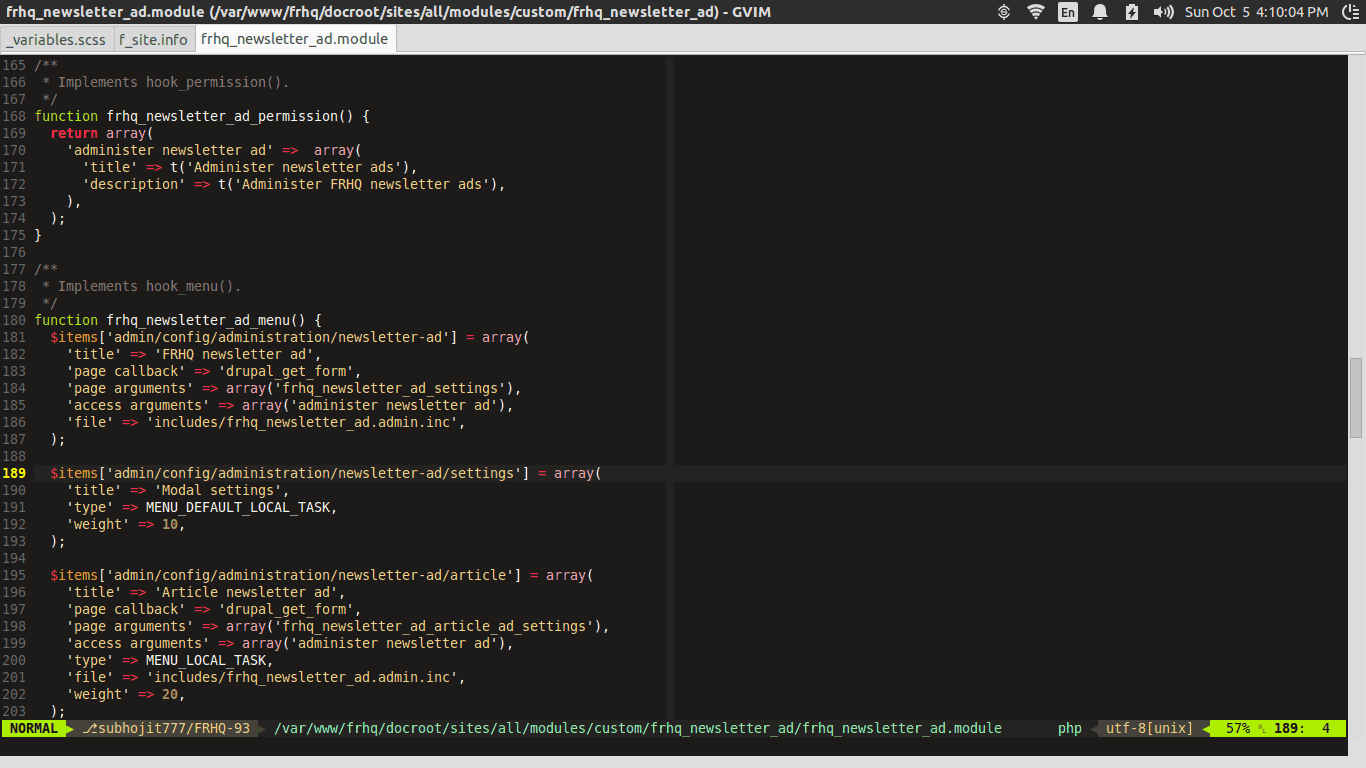 frhq_newsletter_ad.module (/var/www/frhq/docroot/sites/all/modules/custom/frhq_newsletter_ad) - GVIM
En
Sun Oct 5 4:10:04 PM
_variables.scss f_site.info frhq_newsletter_ad.module
165 /**
166  * Implements hook_permission().
167  */
168 function frhq_newsletter_ad_permission() {
169   return array(
170     'administer newsletter ad' =>  array(
171       'title' => t('Administer newsletter ads'),
172       'description' => t('Administer FRHQ newsletter ads'),
173     ),
174   );
175 }
176
177 /**
178  * Implements hook_menu().
179  */
180 function frhq_newsletter_ad_menu() {
181   $items['admin/config/administration/newsletter-ad'] = array(
182     'title' => 'FRHQ newsletter ad',
183     'page callback' => 'drupal_get_form',
184     'page arguments' => array('frhq_newsletter_ad_settings'),
185     'access arguments' => array('administer newsletter ad'),
186     'file' => 'includes/frhq_newsletter_ad.admin.inc',
187   );
188
189   $items['admin/config/administration/newsletter-ad/settings'] = array(
190     'title' => 'Modal settings',
191     'type' => MENU_DEFAULT_LOCAL_TASK,
192     'weight' => 10,
193   );
194
195   $items['admin/config/administration/newsletter-ad/article'] = array(
196     'title' => 'Article newsletter ad',
197     'page callback' => 'drupal_get_form',
198     'page arguments' => array('frhq_newsletter_ad_article_ad_settings'),
199     'access arguments' => array('administer newsletter ad'),
200     'type' => MENU_LOCAL_TASK,
201     'file' => 'includes/frhq_newsletter_ad.admin.inc',
202     'weight' => 20,
203   );
NORMAL ⎇subhojit777/FRHQ-93 /var/www/frhq/docroot/sites/all/modules/custom/frhq_newsletter_ad/frhq_newsletter_ad.module php utf-8[unix] 57% ␤ 189: 4